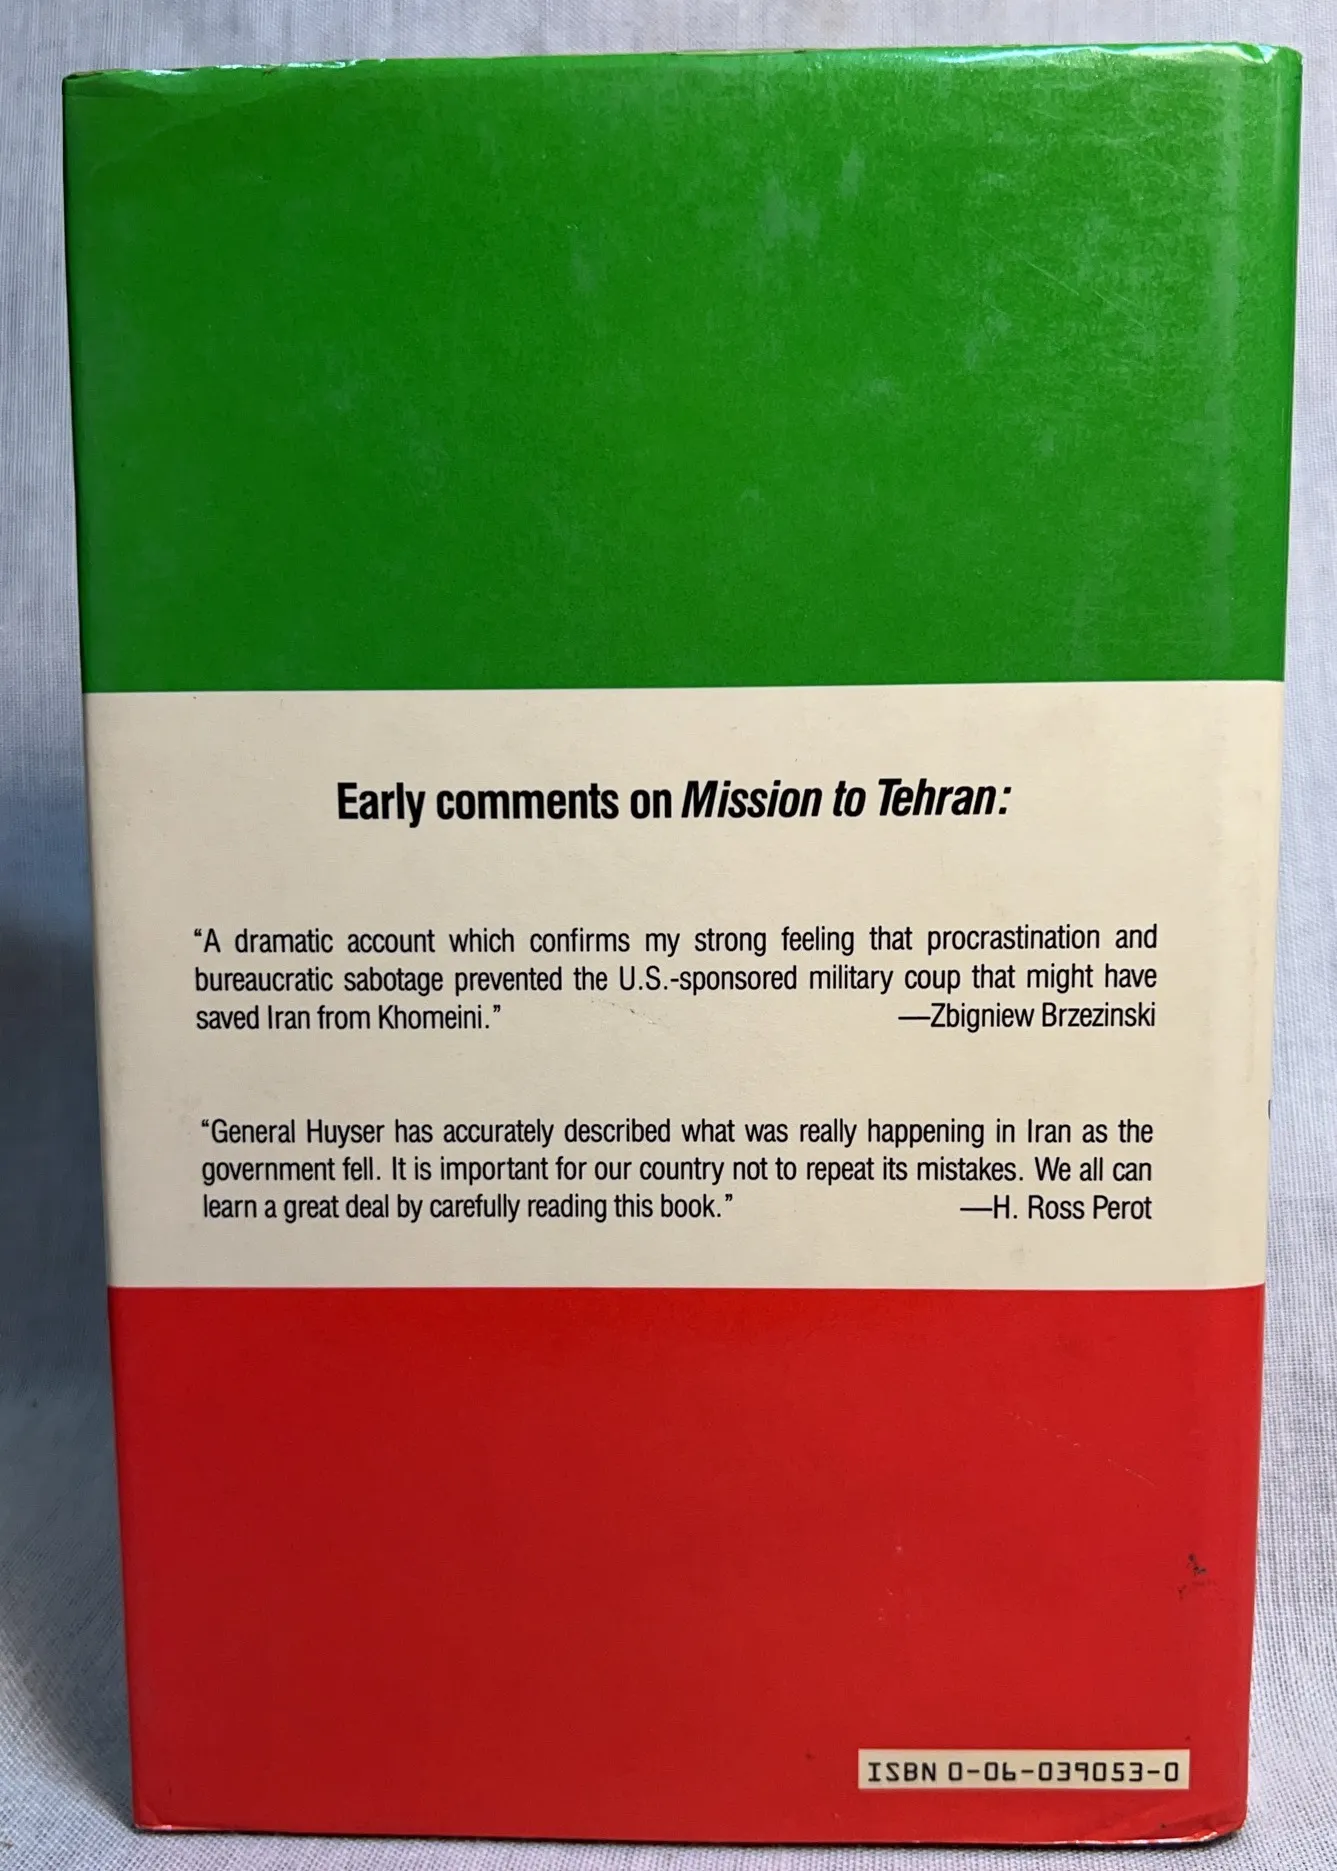 Early comments on Mission to Tehran:
“A dramatic account which confirms my strong feeling that procrastination and
bureaucratic sabotage prevented the U.S.-sponsored military coup that might have
saved Iran from Khomeini.” —Zbigniew Brzezinski
“General Huyser has accurately described what was really happening in Iran as the
government fell. It is important for our country not to repeat its mistakes. We all can
learn a great deal by carefully reading this book.” —H. Ross Perot
ISBN 0-06-039053-0